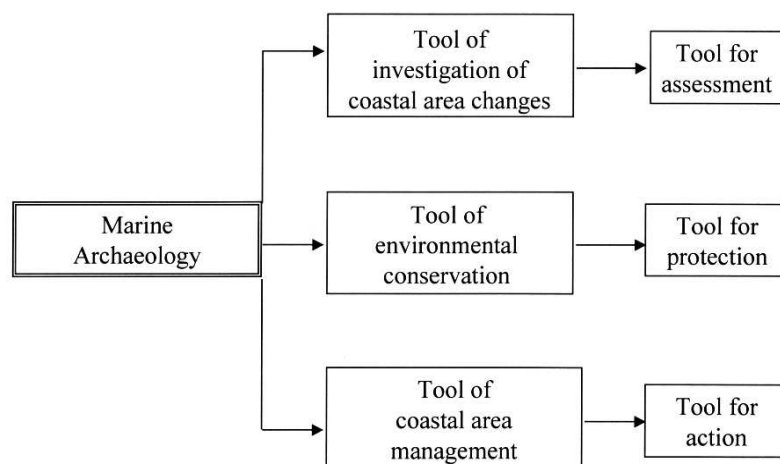 Tool of
investigation of
coastal area changes
Tool for
assessment
Marine
Archaeology
Tool of
environmental
conservation
Tool for
protection
Tool of
coastal area
management
Tool for
action